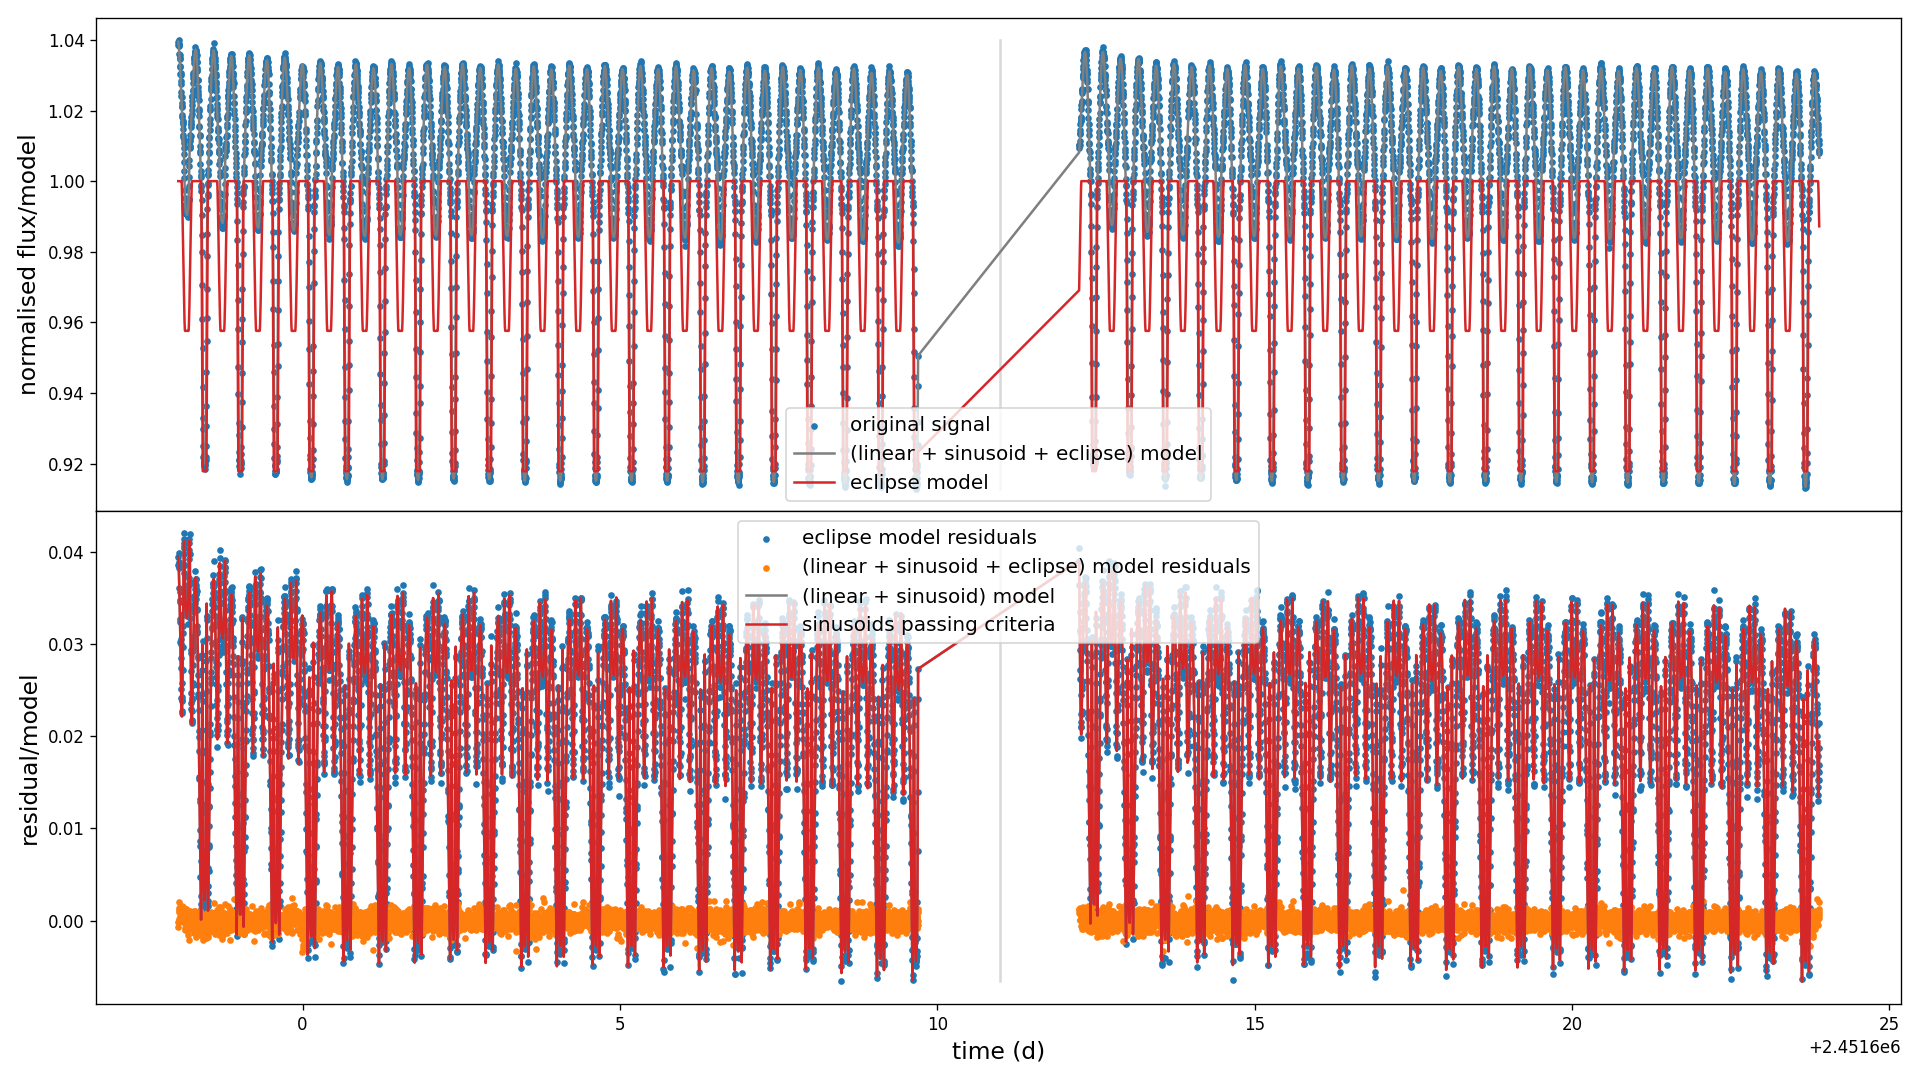 1.04
1.02
1.00
0.98
0.96
0.94
0.92
normalised flux/model
original signal
(linear + sinusoid + eclipse) model
eclipse model
0.04
0.03
0.02
0.01
0.00
residual/model
eclipse model residuals
(linear + sinusoid + eclipse) model residuals
(linear + sinusoid) model
sinusoids passing criteria
0 5 10 15 20 25
time (d)
+2.4516e6